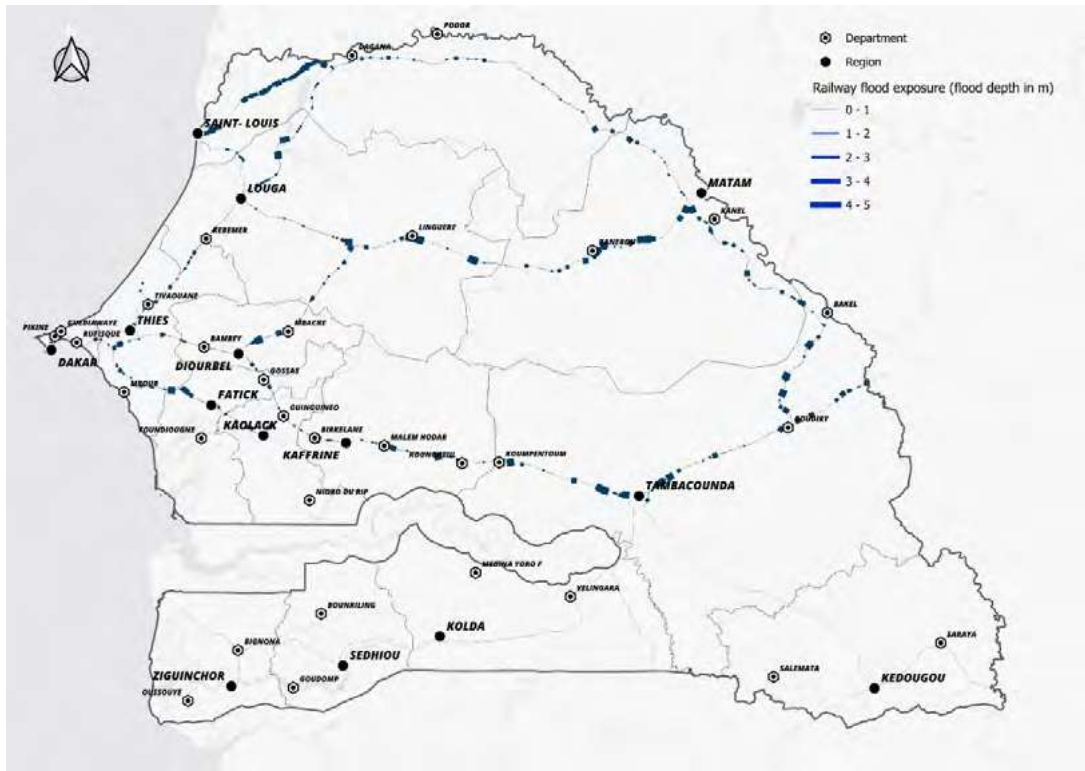 PODOR
DAGANA
SAINT- LOUIS
LOUGA
MATAM
KANEL
LINGUERE
KEBEMER
RANEROU
TIVAOUANE
BAKEL
THIES
PIKINE
GUEDIAWAYE
RUFISQUE
MBACKE
BAMBEY
DAKAR
DIOURBEL
GOSSAS
MBOUR
FATICK
GUINGUINEO
GOUDIRY
FOUNDIOUGNE
KAOLACK
BIRKELANE
MALEM HODAR
KAFFRINE
KOUNGHEUL
KOUMPENTOUM
TAMBACOUNDA
NIORO DU RIP
MEDINA YORO F
VELINGARA
BOUNKILING
KOLDA
BIGNONA
SARAYA
SEDHIOU
ZIGUINCHOR
GOUDOMP
SALEMATA
KEDOUGOU
OUSSOUYE
Department
Region
Railway flood exposure (flood depth in m)
0 - 1
1 - 2
2 - 3
3 - 4
4 - 5